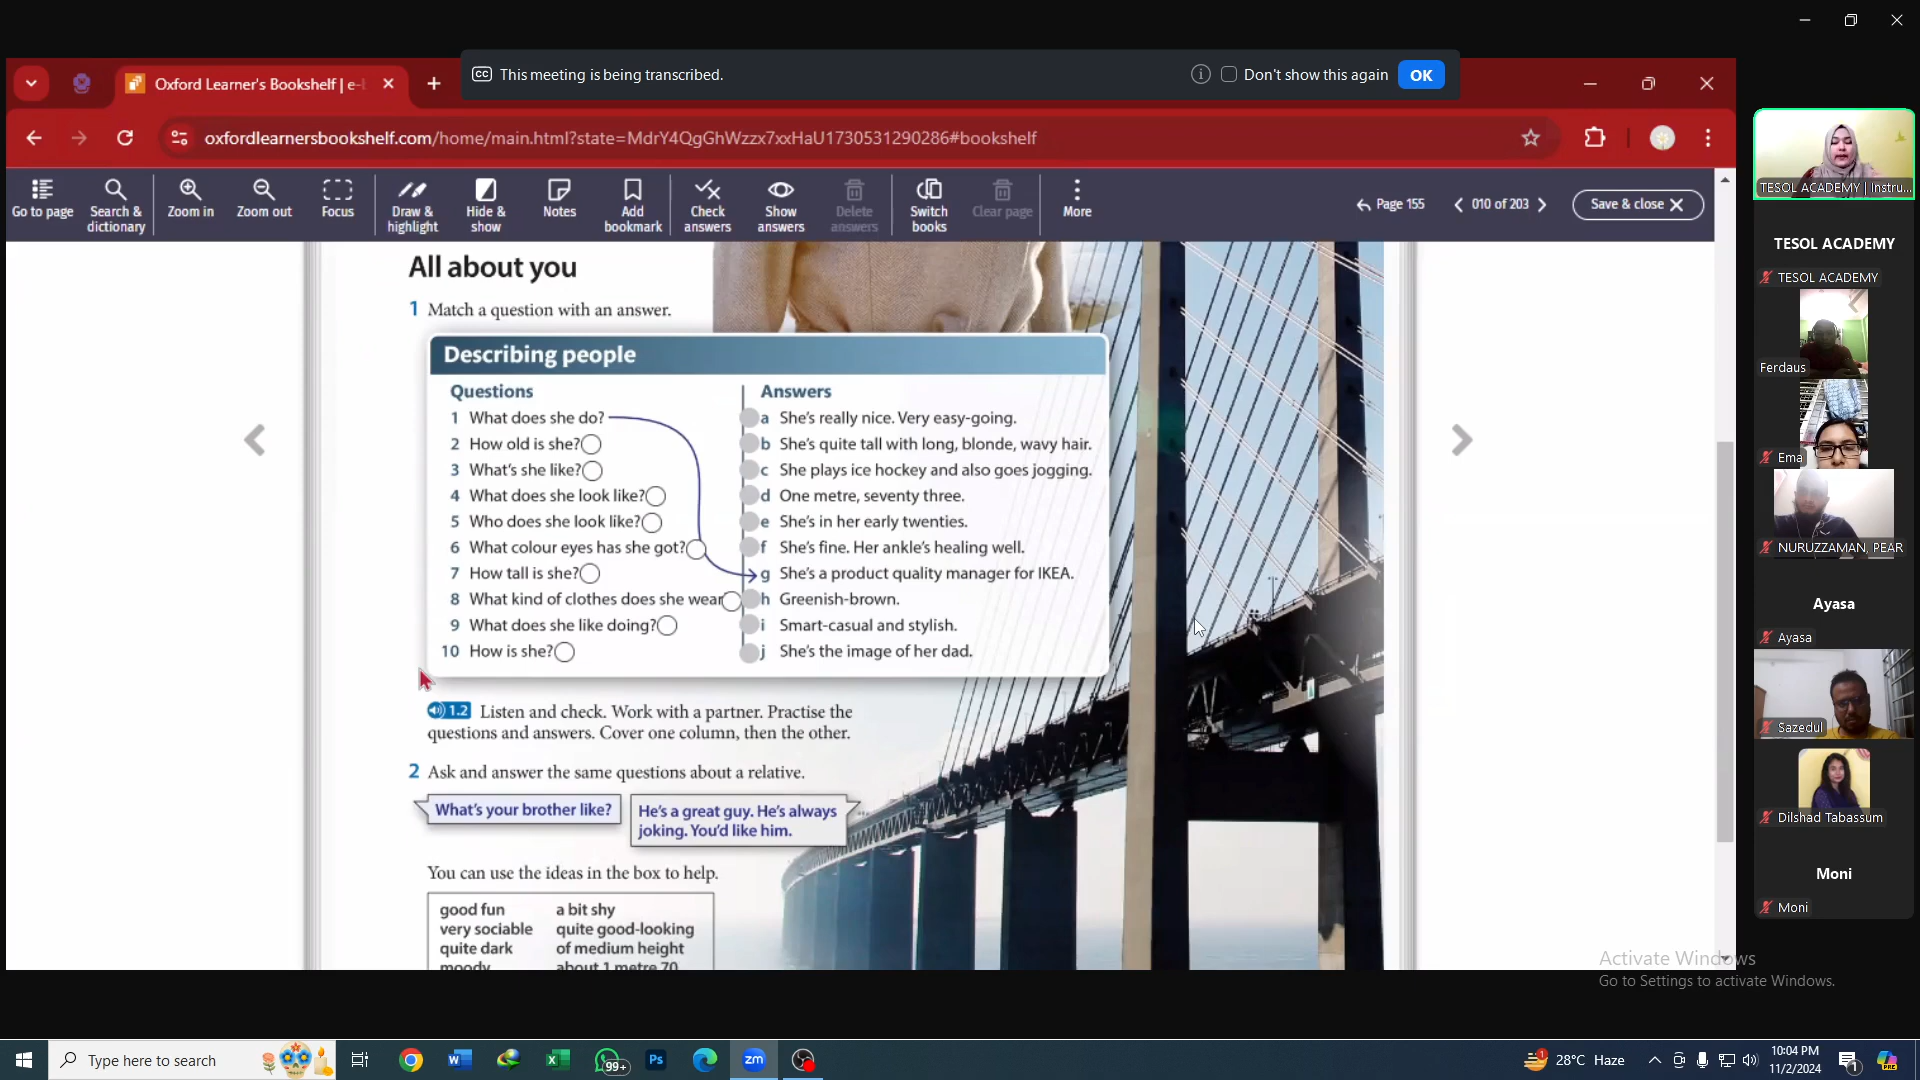 This meeting is being transcribed.
Don't show this again
OK
Oxford Learner's Bookshelf | e-b
oxfordlearnersbookshelf.com/home/main.html?state=MdrY4QgGhWzzx7xxHaU1730531290286#bookshelf
Go to page
Search & dictionary
Zoom in
Zoom out
Focus
Draw & highlight
Hide & show
Notes
Add bookmark
Check answers
Show answers
Delete answers
Switch books
Clear page
More
Page 155
010 of 203
Save & close
All about you
1 Match a question with an answer.
Describing people
Questions
1 What does she do?
2 How old is she?
3 What's she like?
4 What does she look like?
5 Who does she look like?
6 What colour eyes has she got?
7 How tall is she?
8 What kind of clothes does she wear
9 What does she like doing?
10 How is she?
Answers
a She's really nice. Very easy-going.
b She's quite tall with long, blonde, wavy hair.
c She plays ice hockey and also goes jogging.
d One metre, seventy three.
e She's in her early twenties.
f She's fine. Her ankle's healing well.
g She's a product quality manager for IKEA.
h Greenish-brown.
i Smart-casual and stylish.
j She's the image of her dad.
1.2 Listen and check. Work with a partner. Practise the
questions and answers. Cover one column, then the other.
2 Ask and answer the same questions about a relative.
What's your brother like?
He's a great guy. He's always
joking. You'd like him.
You can use the ideas in the box to help.
good fun
very sociable
quite dark
moody
a bit shy
quite good-looking
of medium height
about 1 metre 70
TESOL ACADEMY | Instru...
TESOL ACADEMY
TESOL ACADEMY
Ferdaus
Ema
NURUZZAMAN, PEAR
Ayasa
Ayasa
Sazedul
Dilshad Tabassum
Moni
Moni
Activate Windows
Go to Settings to activate Windows.
Type here to search
99+
zm
28°C Haze
10:04 PM
11/2/2024